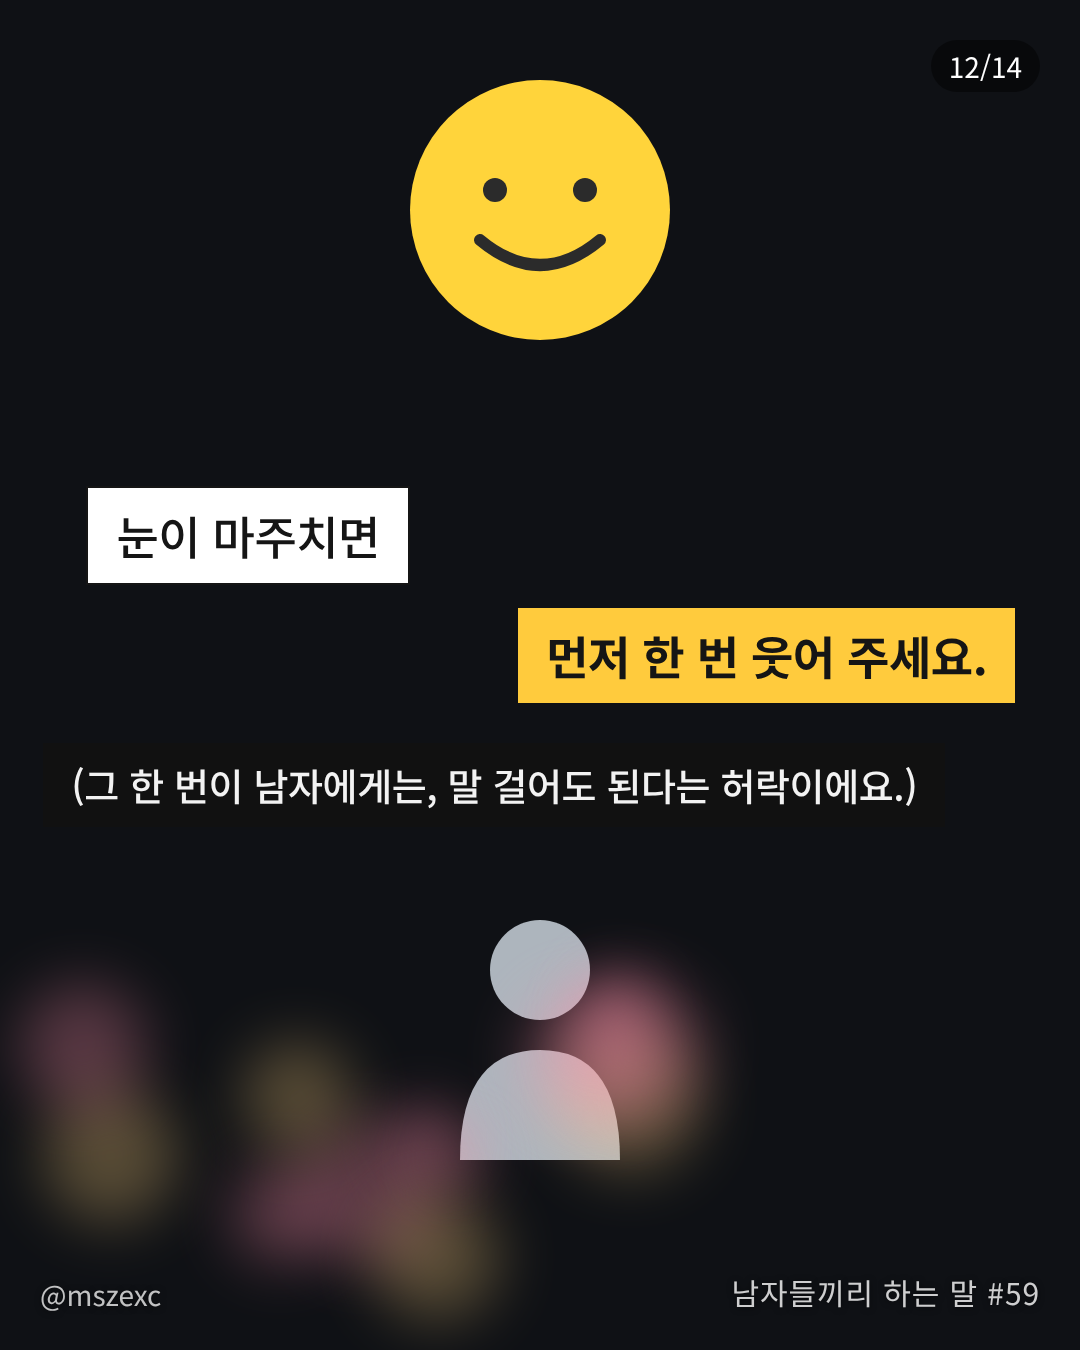 12/14
눈이 마주치면
먼저 한 번 웃어 주세요.
(그 한 번이 남자에게는, 말 걸어도 된다는 허락이에요.)
@mszexc
남자들끼리 하는 말 #59